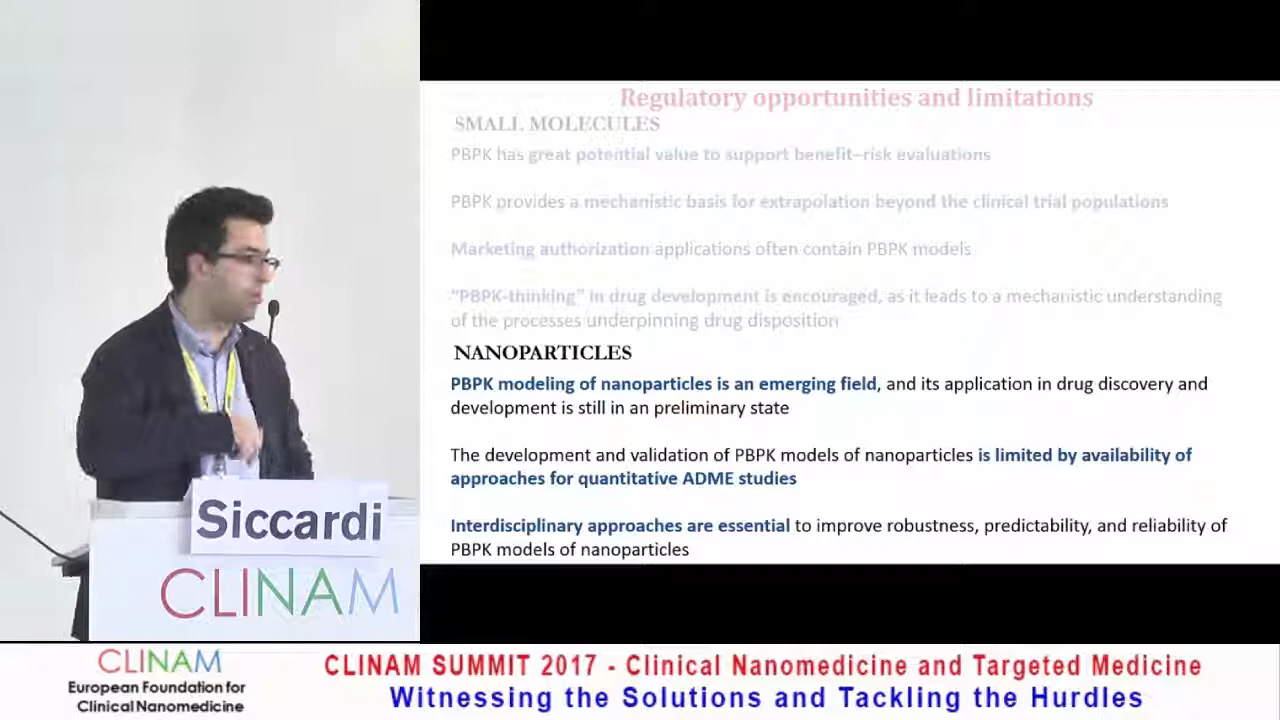 Regulatory opportunities and limitations
SMALL MOLECULES
PBPK has great potential value to support benefit–risk evaluations
PBPK provides a mechanistic basis for extrapolation beyond the clinical trial populations
Marketing authorization applications often contain PBPK models
“PBPK-thinking” in drug development is encouraged, as it leads to a mechanistic understanding
of the processes underpinning drug disposition
NANOPARTICLES
PBPK modeling of nanoparticles is an emerging field, and its application in drug discovery and
development is still in an preliminary state
The development and validation of PBPK models of nanoparticles is limited by availability of
approaches for quantitative ADME studies
Interdisciplinary approaches are essential to improve robustness, predictability, and reliability of
PBPK models of nanoparticles
Siccardi
CLINAM
CLINAM
European Foundation for
Clinical Nanomedicine
CLINAM SUMMIT 2017 - Clinical Nanomedicine and Targeted Medicine
Witnessing the Solutions and Tackling the Hurdles